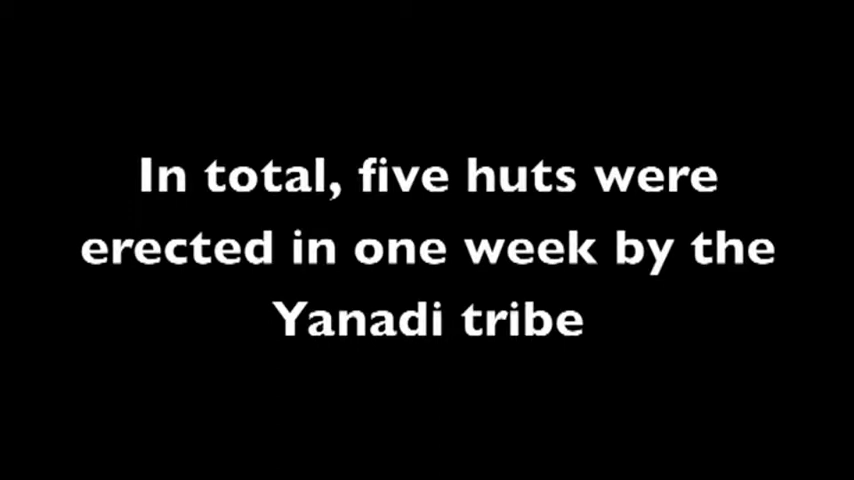 In total, five huts were
erected in one week by the
Yanadi tribe